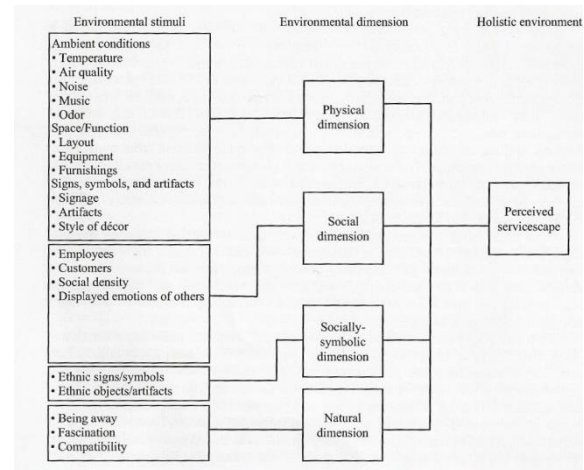 Environmental stimuli
Environmental dimension
Holistic environment
Ambient conditions
• Temperature
• Air quality
• Noise
• Music
• Odor
Space/Function
• Layout
• Equipment
• Furnishings
Signs, symbols, and artifacts
• Signage
• Artifacts
• Style of décor
• Employees
• Customers
• Social density
• Displayed emotions of others
• Ethnic signs/symbols
• Ethnic objects/artifacts
• Being away
• Fascination
• Compatibility
Physical
dimension
Social
dimension
Socially-
symbolic
dimension
Natural
dimension
Perceived
servicescape